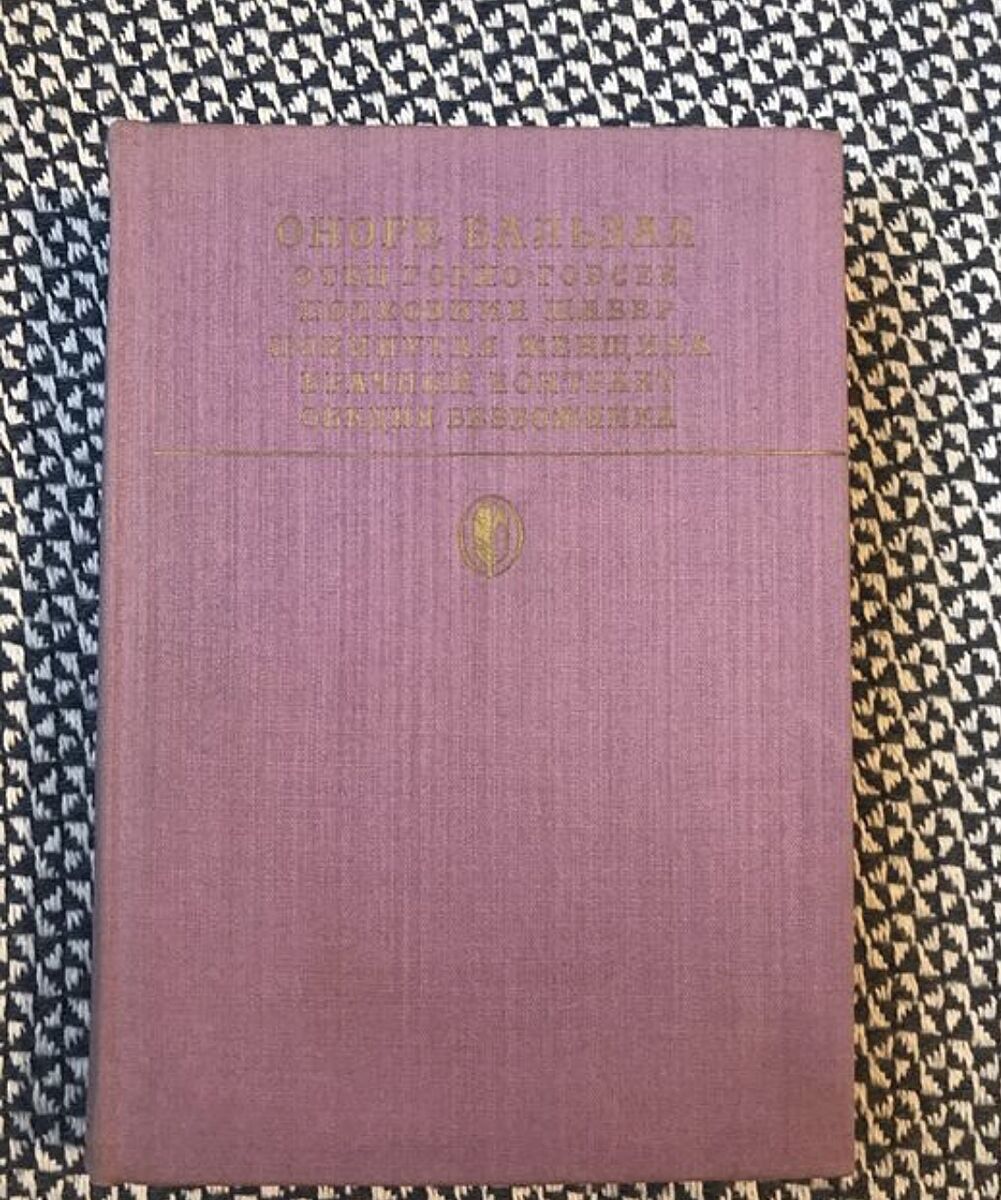 ОНОРЕ БАЛЬЗАК
ОТЕЦ ГОРИО ГОБСЕК
ПОЛКОВНИК ШАБЕР
ПОКИНУТАЯ ЖЕНЩИНА
БРАЧНЫЙ КОНТРАКТ
ОБЕДНЯ БЕЗБОЖНИКА